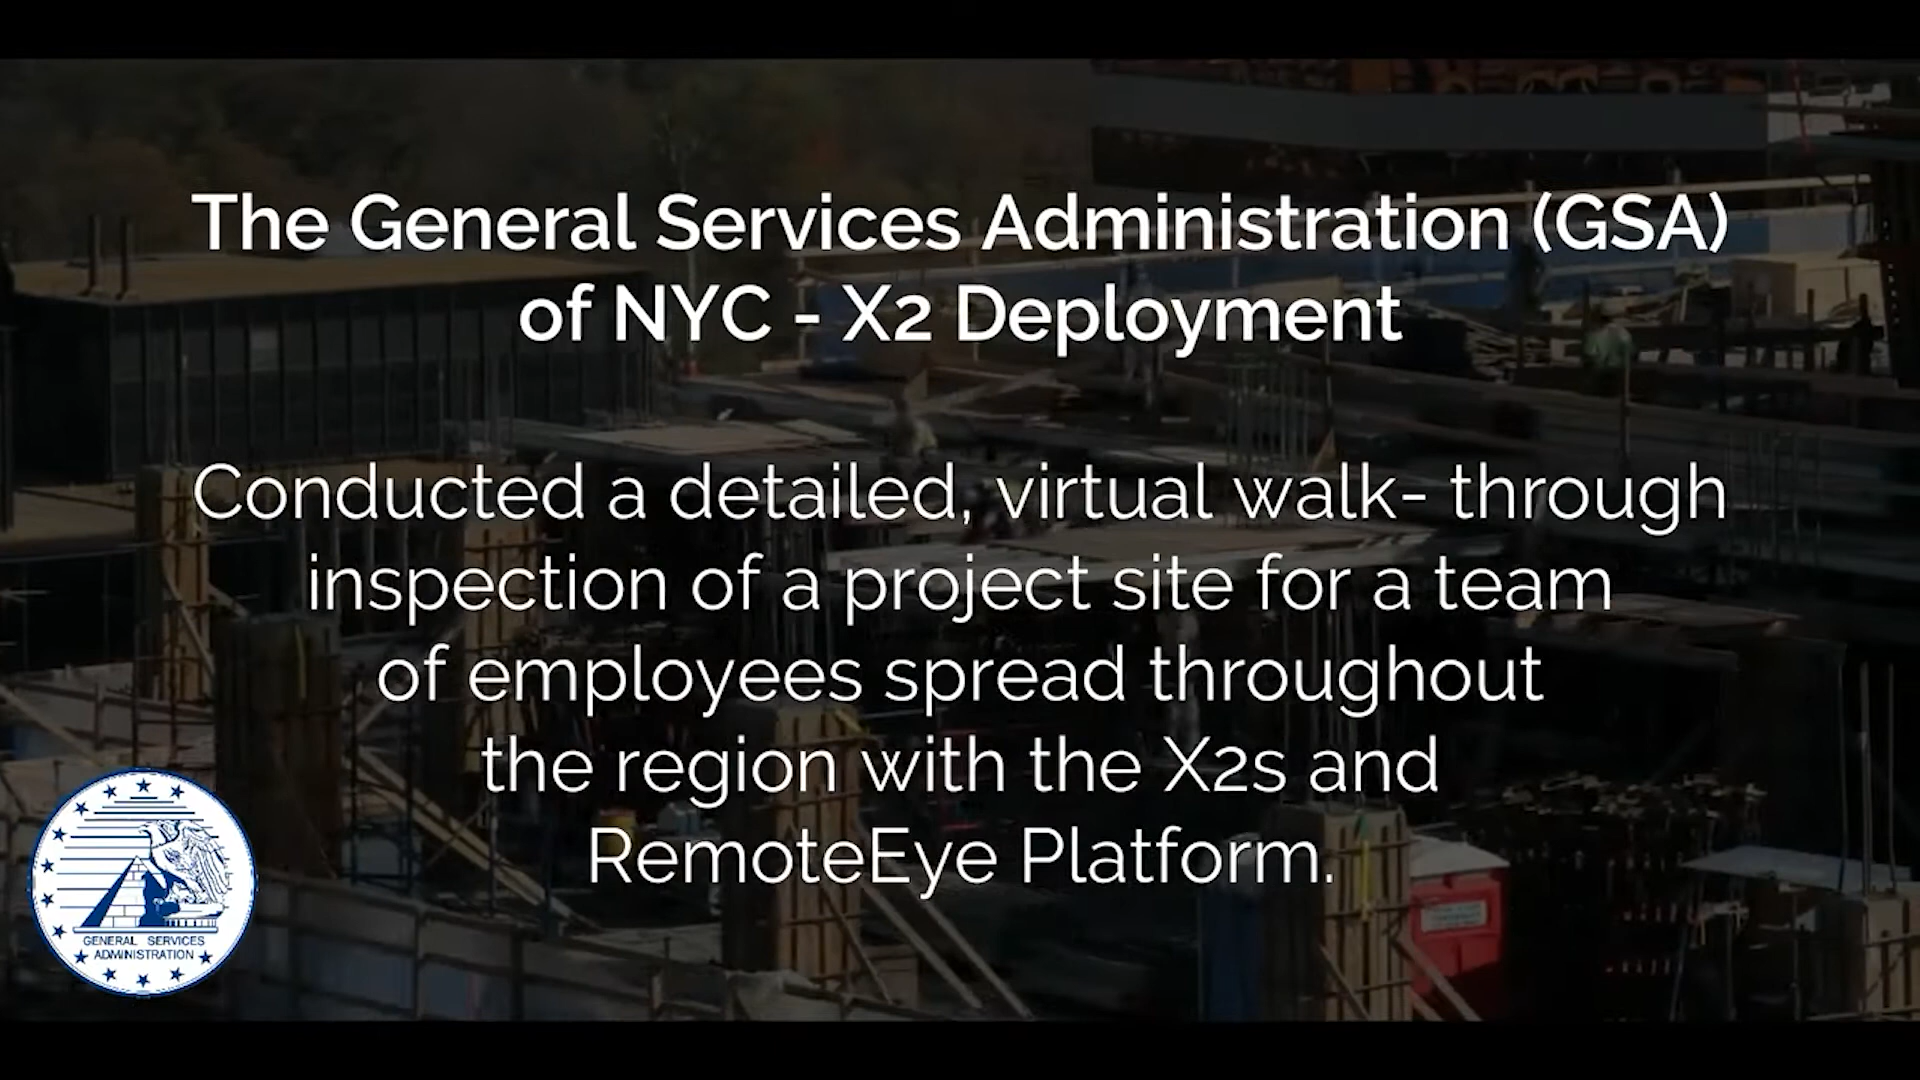 The General Services Administration (GSA)
of NYC - X2 Deployment
Conducted a detailed, virtual walk- through
inspection of a project site for a team
of employees spread throughout
the region with the X2s and
RemoteEye Platform.
GENERAL SERVICES
ADMINISTRATION